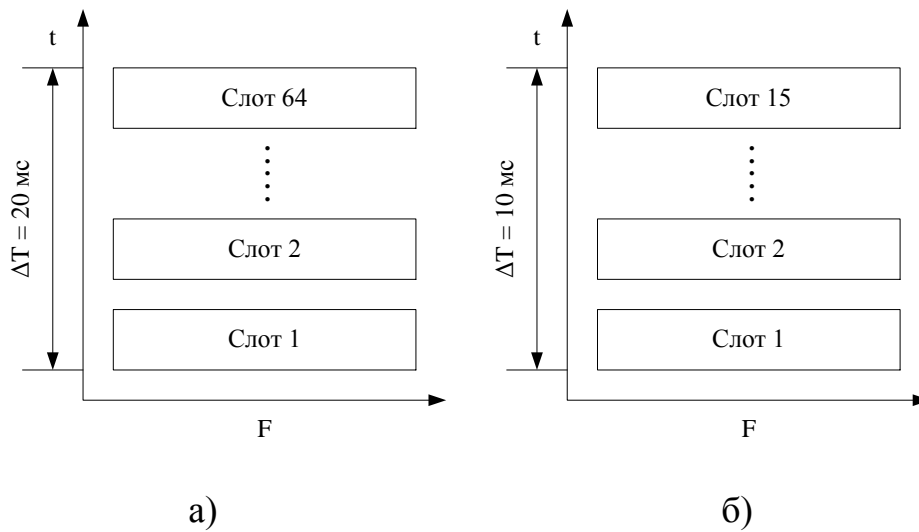 t
Слот 64
Слот 2
Слот 1
ΔT = 20 мс
F
а)
t
Слот 15
Слот 2
Слот 1
ΔT = 10 мс
F
б)